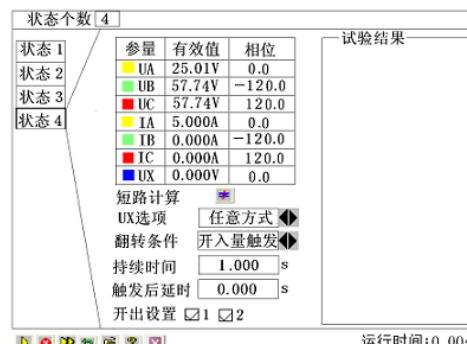 状态个数 4
试验结果
状态 1
状态 2
状态 3
状态 4
参量 有效值 相位
UA 25.01V 0.0
UB 57.74V －120.0
UC 57.74V 120.0
IA 5.000A 0.0
IB 0.000A －120.0
IC 0.000A 120.0
UX 0.000V 0.0
短路计算
UX选项 任意方式
翻转条件 开入量触发
持续时间 1.000 s
触发后延时 0.000 s
开出设置 ☑1 ☑2
运行时间:0.00